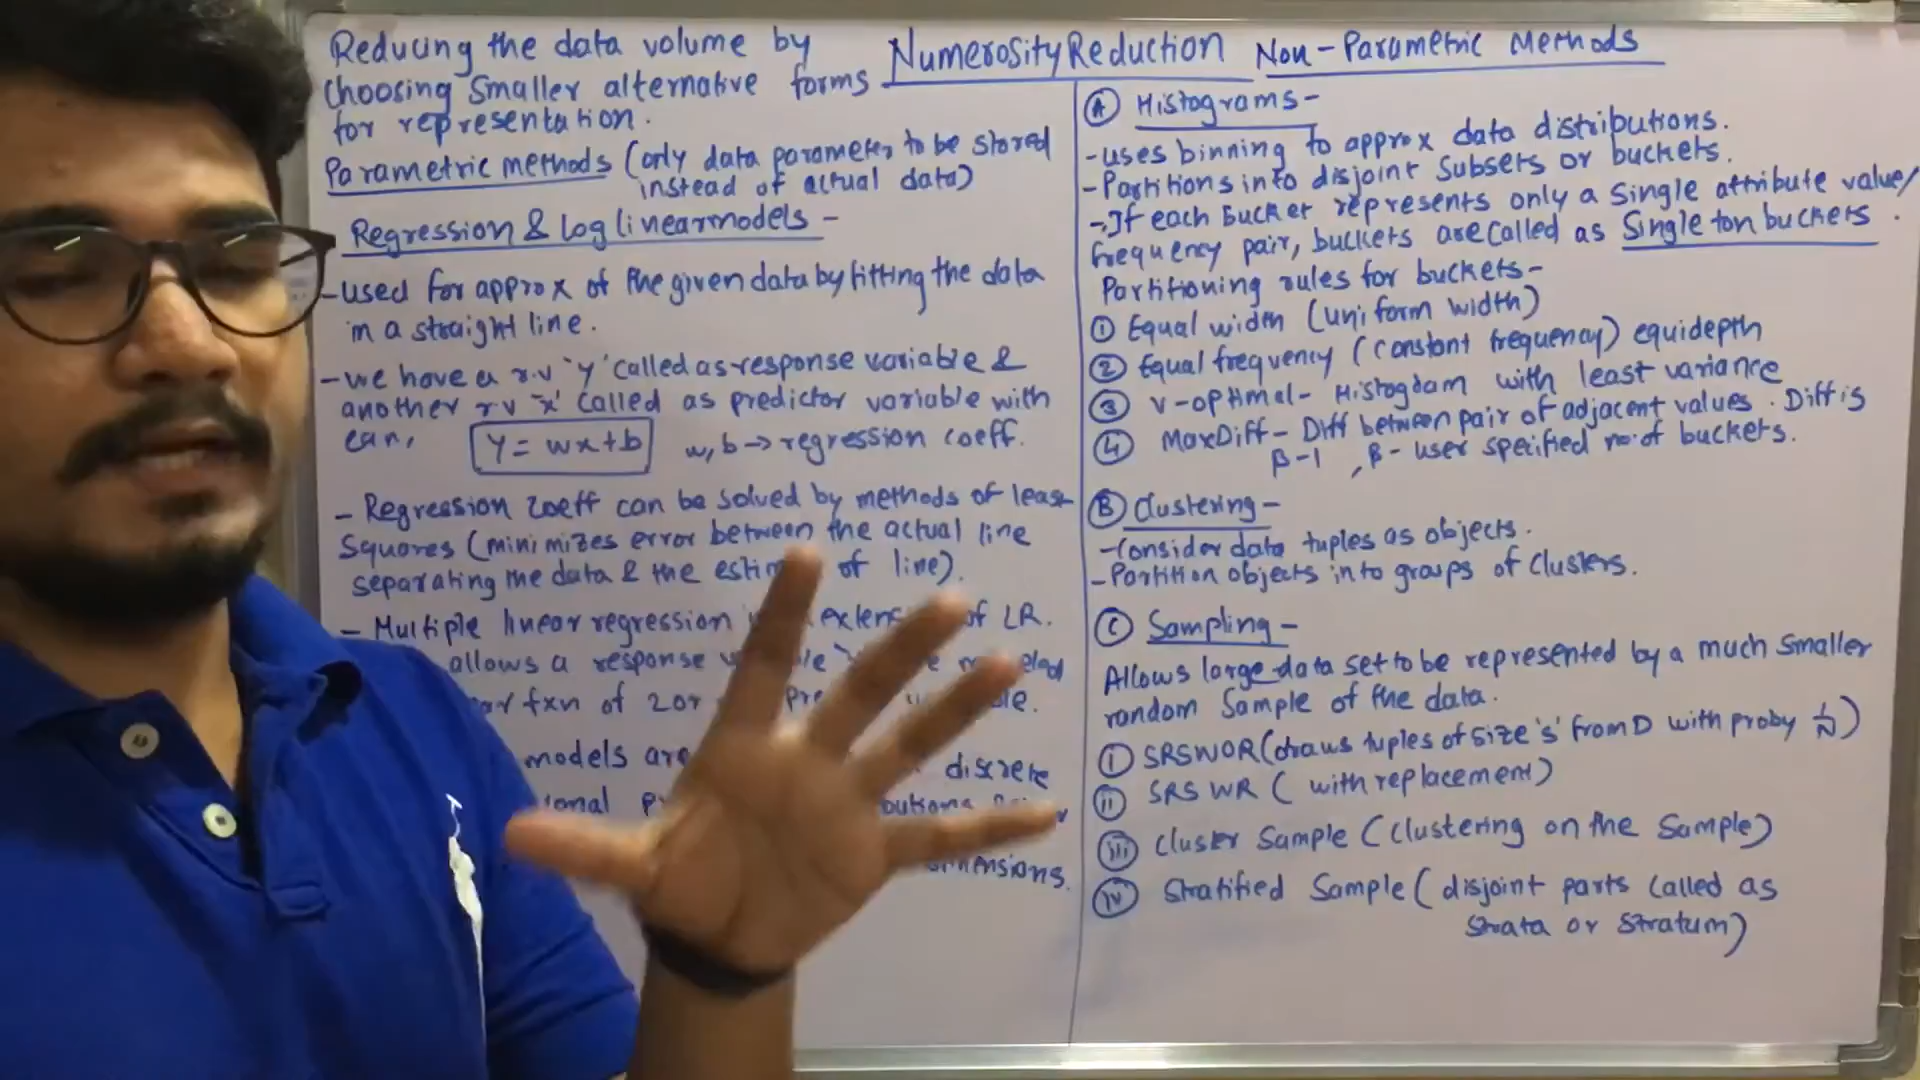 Numerosity Reduction
Reducing the data volume by
choosing smaller alternative forms
for representation.
Parametric methods (only data parameters to be stored
instead of actual data)
Regression & Log linear models -
- used for approx of the given data by fitting the data
in a straight line.
- we have a r.v 'y' called as response variable &
another r v 'x' called as predictor variable with
eqn,
y = wx+b w, b → regression coeff.
- Regression coeff can be solved by methods of least
squares (minimizes error between the actual line
separating the data & the of line).
- Multiple linear regression of LR.
allows a response
fxn of 2 or
models are discrete
Non-Parametric Methods
A Histograms -
- uses binning to approx data distributions.
- Partitions into disjoint subsets or buckets.
- If each bucket represents only a single attribute value/
frequency pair, buckets are called as Singleton buckets.
Partitioning rules for buckets -
1 Equal width (uniform width)
2 Equal frequency (constant frequency) equidepth
3 V-optimal - Histogdam with least variance
4 MaxDiff - Diff between pair of adjacent values. Diff is
β-1, β - user specified no. of buckets.
B Clustering -
- Consider data tuples as objects.
- Partition objects into groups of clusters.
C Sampling -
Allows large data set to be represented by a much smaller
random sample of the data.
i SRSWOR (draws tuples of size 's' from D with prob 1/N)
ii SRSWR ( with replacement)
iii Cluser Sample (clustering on the sample)
iv Stratified Sample ( disjoint parts called as
strata or stratum)